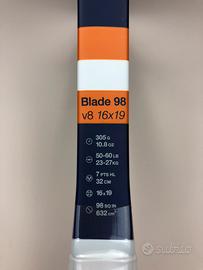 Blade 98
v8 16x19
305 G
10.8 OZ
50-60 LB
23-27 KG
7 PTS HL
32 CM
16x19
98 SQ IN
632 CM²
subito